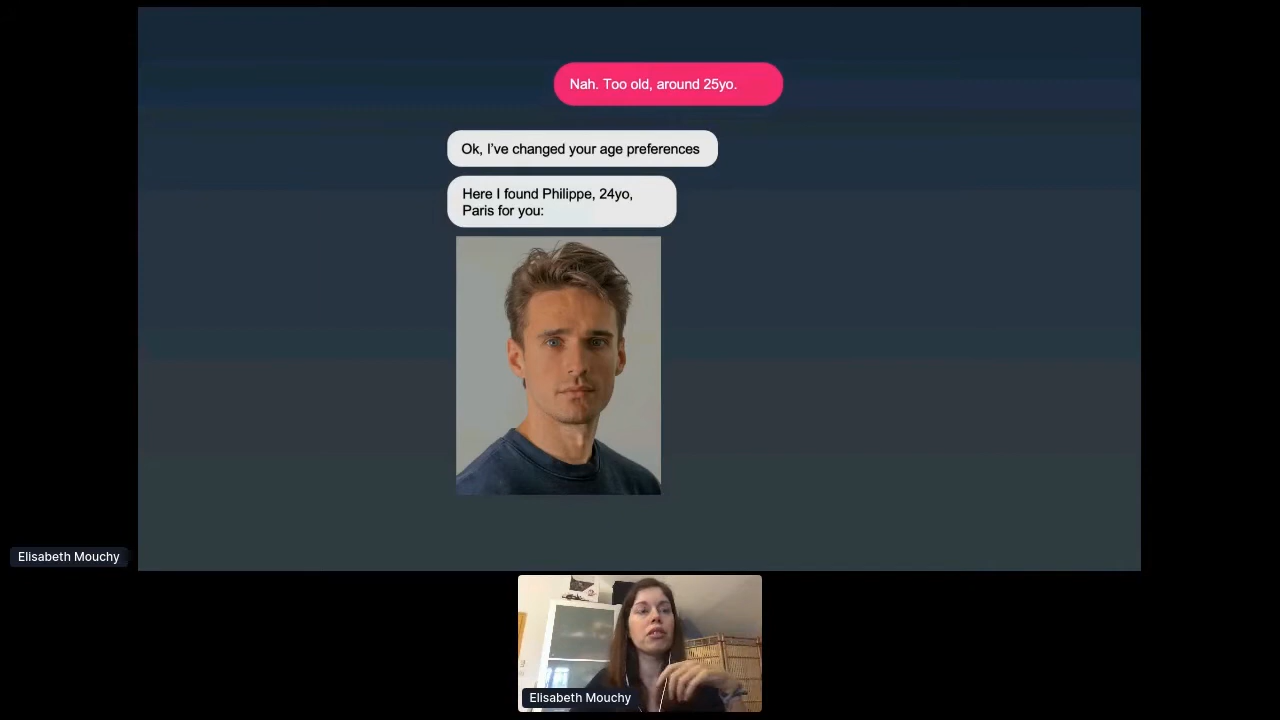 Nah. Too old, around 25yo.
Ok, I've changed your age preferences
Here I found Philippe, 24yo,
Paris for you:
Elisabeth Mouchy
Elisabeth Mouchy